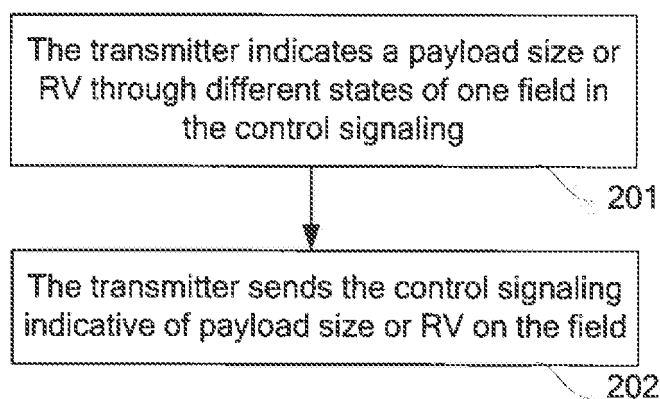 The transmitter indicates a payload size or
RV through different states of one field in
the control signaling
201
The transmitter sends the control signaling
indicative of payload size or RV on the field
202